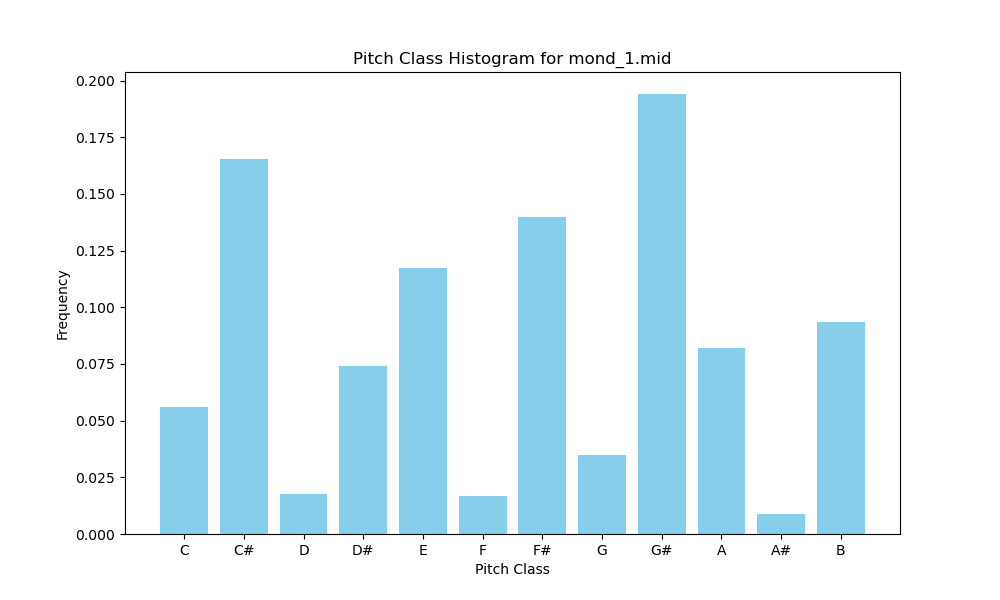 Pitch Class Histogram for mond_1.mid
0.200
0.175
0.150
0.125
0.100
0.075
0.050
0.025
0.000
Frequency
C C# D D# E F F# G G# A A# B
Pitch Class